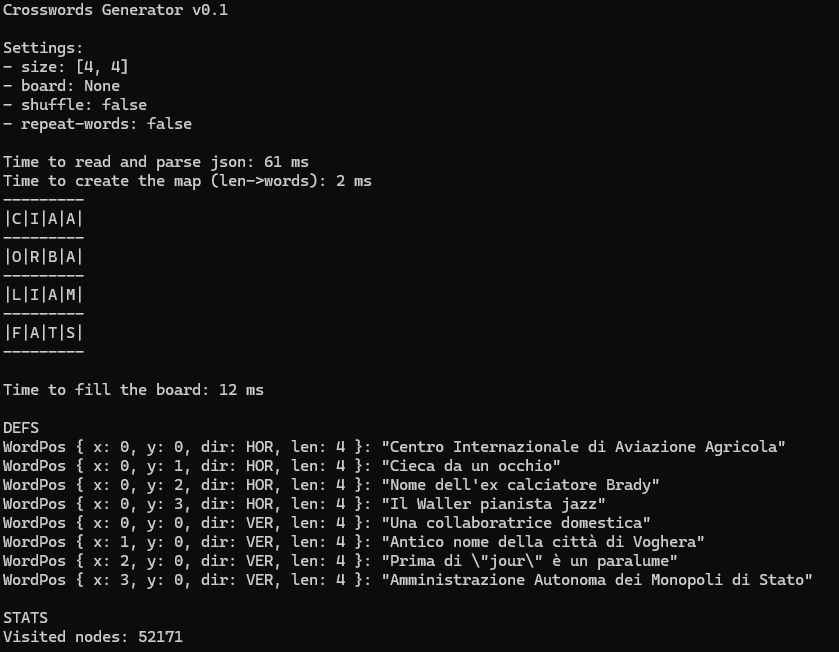 Crosswords Generator v0.1
Settings:
- size: [4, 4]
- board: None
- shuffle: false
- repeat-words: false
Time to read and parse json: 61 ms
Time to create the map (len->words): 2 ms
---------
|C|I|A|A|
---------
|O|R|B|A|
---------
|L|I|A|M|
---------
|F|A|T|S|
---------
Time to fill the board: 12 ms
DEFS
WordPos { x: 0, y: 0, dir: HOR, len: 4 }: "Centro Internazionale di Aviazione Agricola"
WordPos { x: 0, y: 1, dir: HOR, len: 4 }: "Cieca da un occhio"
WordPos { x: 0, y: 2, dir: HOR, len: 4 }: "Nome dell'ex calciatore Brady"
WordPos { x: 0, y: 3, dir: HOR, len: 4 }: "Il Waller pianista jazz"
WordPos { x: 0, y: 0, dir: VER, len: 4 }: "Una collaboratrice domestica"
WordPos { x: 1, y: 0, dir: VER, len: 4 }: "Antico nome della città di Voghera"
WordPos { x: 2, y: 0, dir: VER, len: 4 }: "Prima di \"jour\" è un paralume"
WordPos { x: 3, y: 0, dir: VER, len: 4 }: "Amministrazione Autonoma dei Monopoli di Stato"
STATS
Visited nodes: 52171